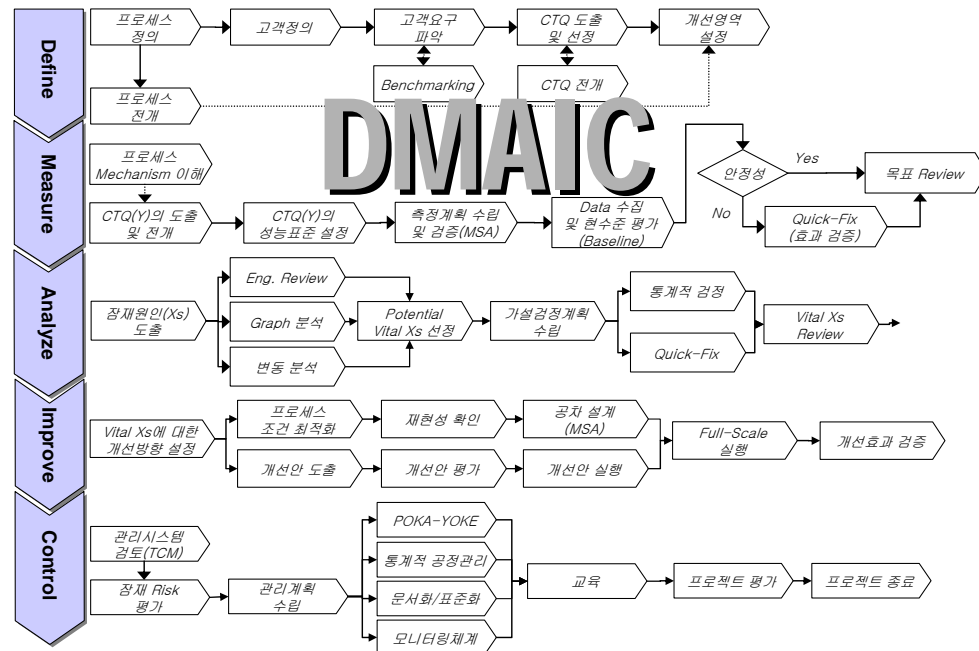 Define
프로세스
정의
고객정의
고객요구
파악
CTQ 도출
및 선정
개선영역
설정
Benchmarking
CTQ 전개
프로세스
전개
DMAIC
Measure
프로세스
Mechanism 이해
CTQ(Y)의 도출
및 전개
CTQ(Y)의
성능표준 설정
측정계획 수립
및 검증(MSA)
Data 수집
및 현수준 평가
(Baseline)
안정성
Yes
No
목표 Review
Quick-Fix
(효과 검증)
Analyze
잠재원인(Xs)
도출
Eng. Review
Graph 분석
변동 분석
Potential
Vital Xs 선정
가설검정계획
수립
통계적 검정
Quick-Fix
Vital Xs
Review
Improve
Vital Xs에 대한
개선방향 설정
프로세스
조건 최적화
재현성 확인
공차 설계
(MSA)
개선안 도출
개선안 평가
개선안 실행
Full-Scale
실행
개선효과 검증
Control
관리시스템
검토(TCM)
잠재 Risk
평가
관리계획
수립
POKA-YOKE
통계적 공정관리
문서화/표준화
모니터링체계
교육
프로젝트 평가
프로젝트 종료